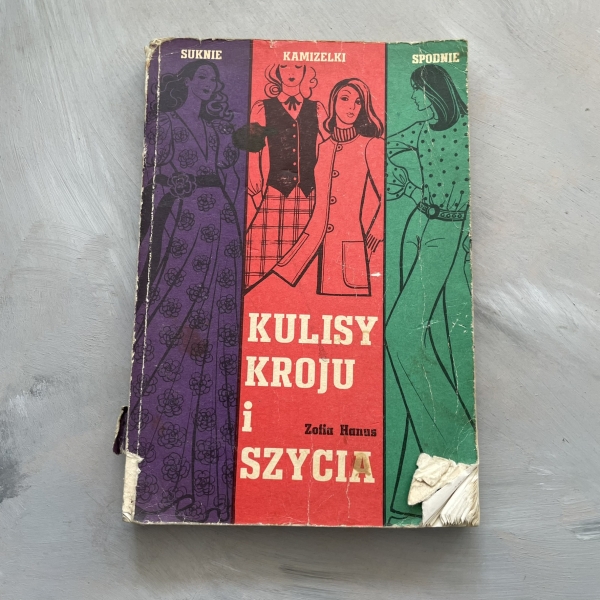 SUKNIE
KAMIZELKI
SPODNIE
KULISY
KROJU
i
Zofia Hanus
SZYCIA